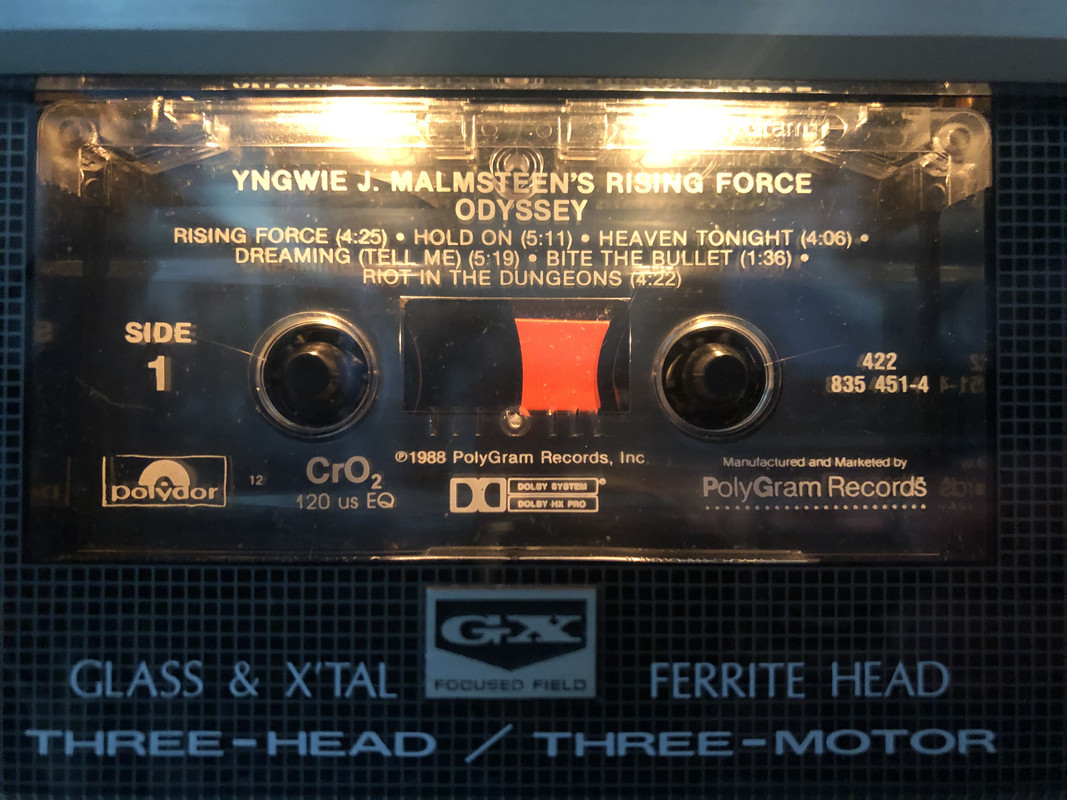 YNGWIE J. MALMSTEEN'S RISING FORCE
ODYSSEY
RISING FORCE (4:25) • HOLD ON (5:11) • HEAVEN TONIGHT (4:06) •
DREAMING (TELL ME) (5:19) • BITE THE BULLET (1:36) •
RIOT IN THE DUNGEONS (4:22)
SIDE
1
422
835 451-4
polydor
12
CrO2
120 us EQ
℗1988 PolyGram Records, Inc.
DOLBY SYSTEM®
DOLBY HX PRO
Manufactured and Marketed by
PolyGram Records
GX
FOCUSED FIELD
GLASS & X'TAL FERRITE HEAD
THREE-HEAD / THREE-MOTOR